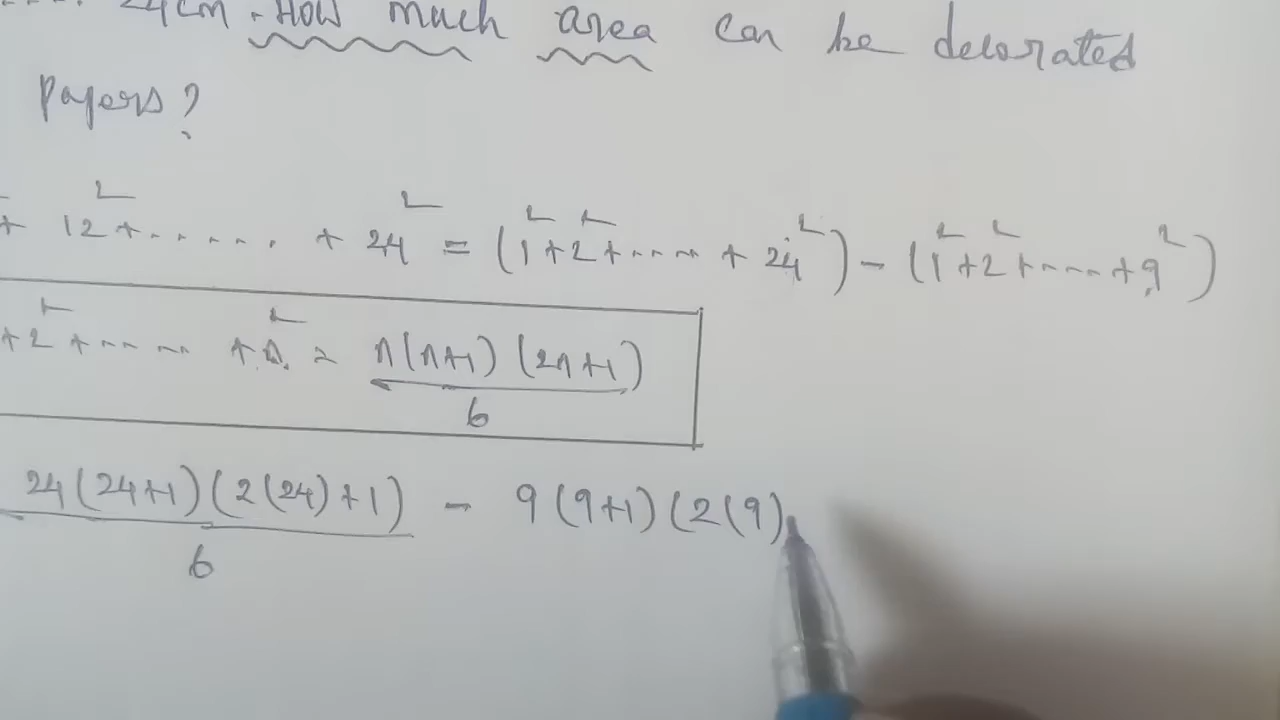 ..... 24cm. How much area can be decorated
papers?
+ 12² + ...... + 24² = (1² + 2² + ..... + 24²) - (1² + 2² + ..... + 9²)
+ 2² + ..... + n² = n(n+1)(2n+1)
6
24(24+1)(2(24)+1) - 9(9+1)(2(9)
6